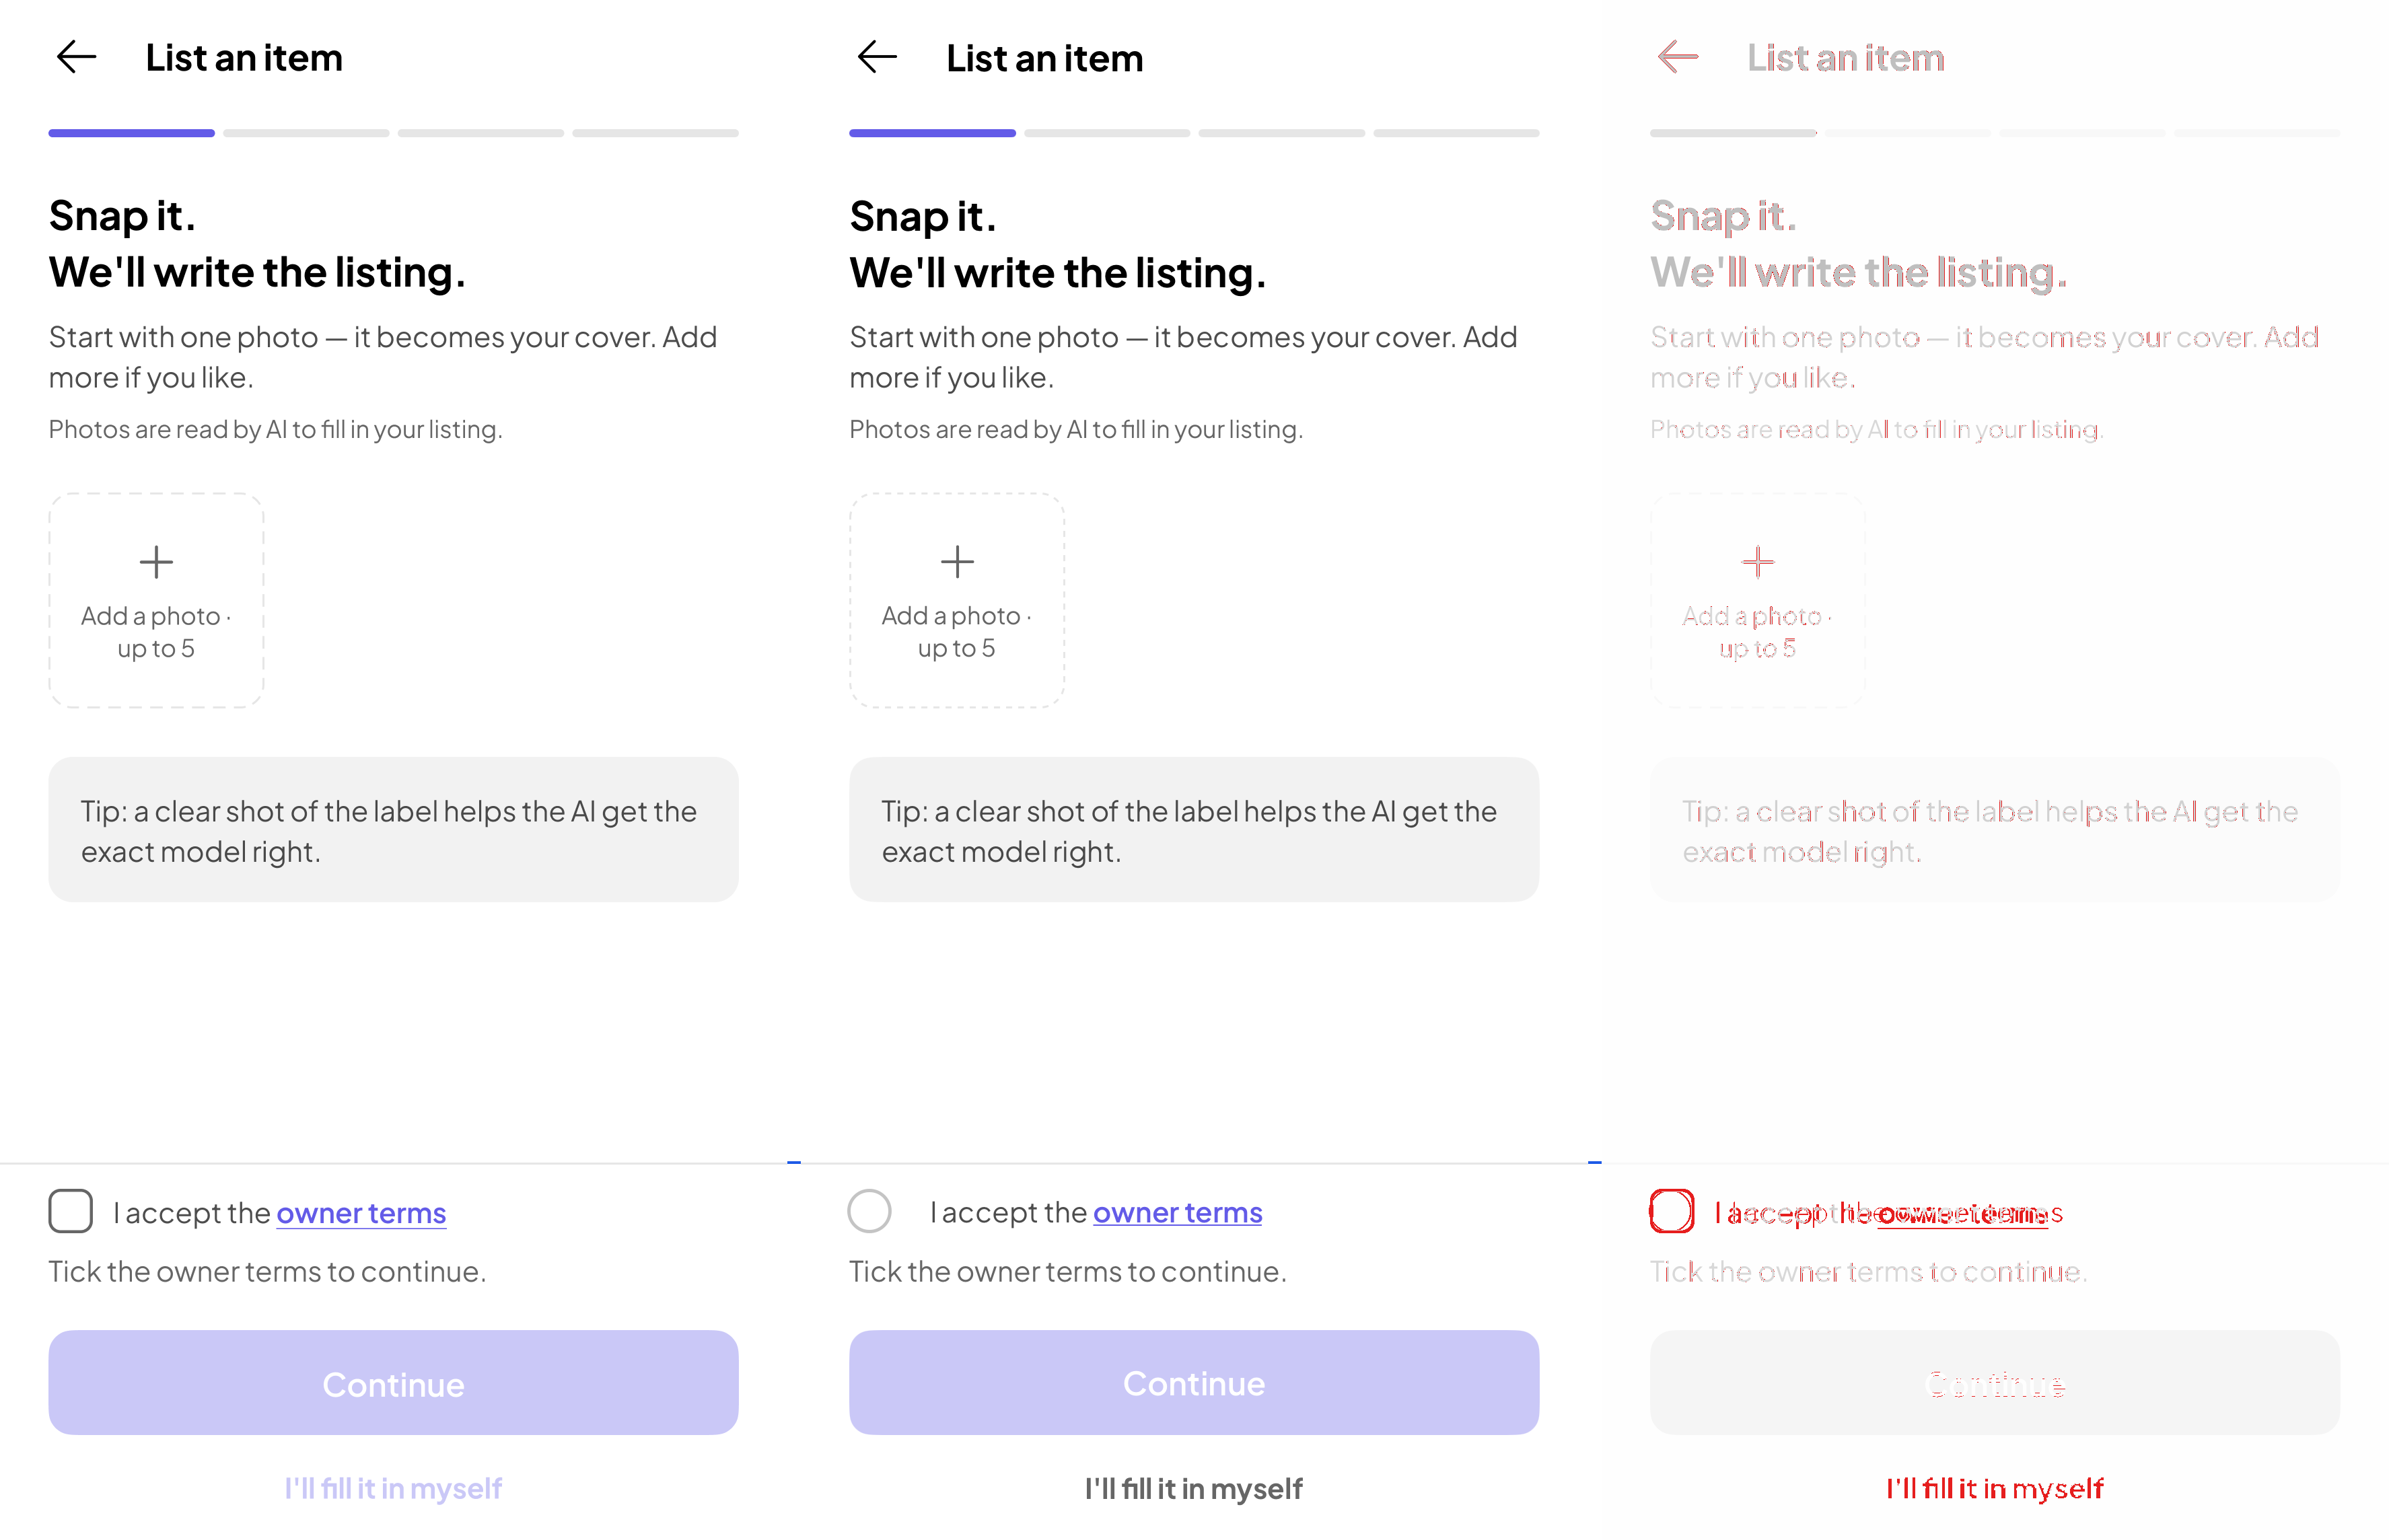 List an item
Snap it.
We'll write the listing.
Start with one photo — it becomes your cover. Add
more if you like.
Photos are read by AI to fill in your listing.
Add a photo ·
up to 5
Tip: a clear shot of the label helps the AI get the
exact model right.
I accept the owner terms
Tick the owner terms to continue.
Continue
I'll fill it in myself
List an item
Snap it.
We'll write the listing.
Start with one photo — it becomes your cover. Add
more if you like.
Photos are read by AI to fill in your listing.
Add a photo ·
up to 5
Tip: a clear shot of the label helps the AI get the
exact model right.
I accept the owner terms
Tick the owner terms to continue.
Continue
I'll fill it in myself
List an item
Snap it.
We'll write the listing.
Start with one photo — it becomes your cover. Add
more if you like.
Photos are read by AI to fill in your listing.
Add a photo ·
up to 5
Tip: a clear shot of the label helps the AI get the
exact model right.
Tick the owner terms to continue.
Continue
I'll fill it in myself